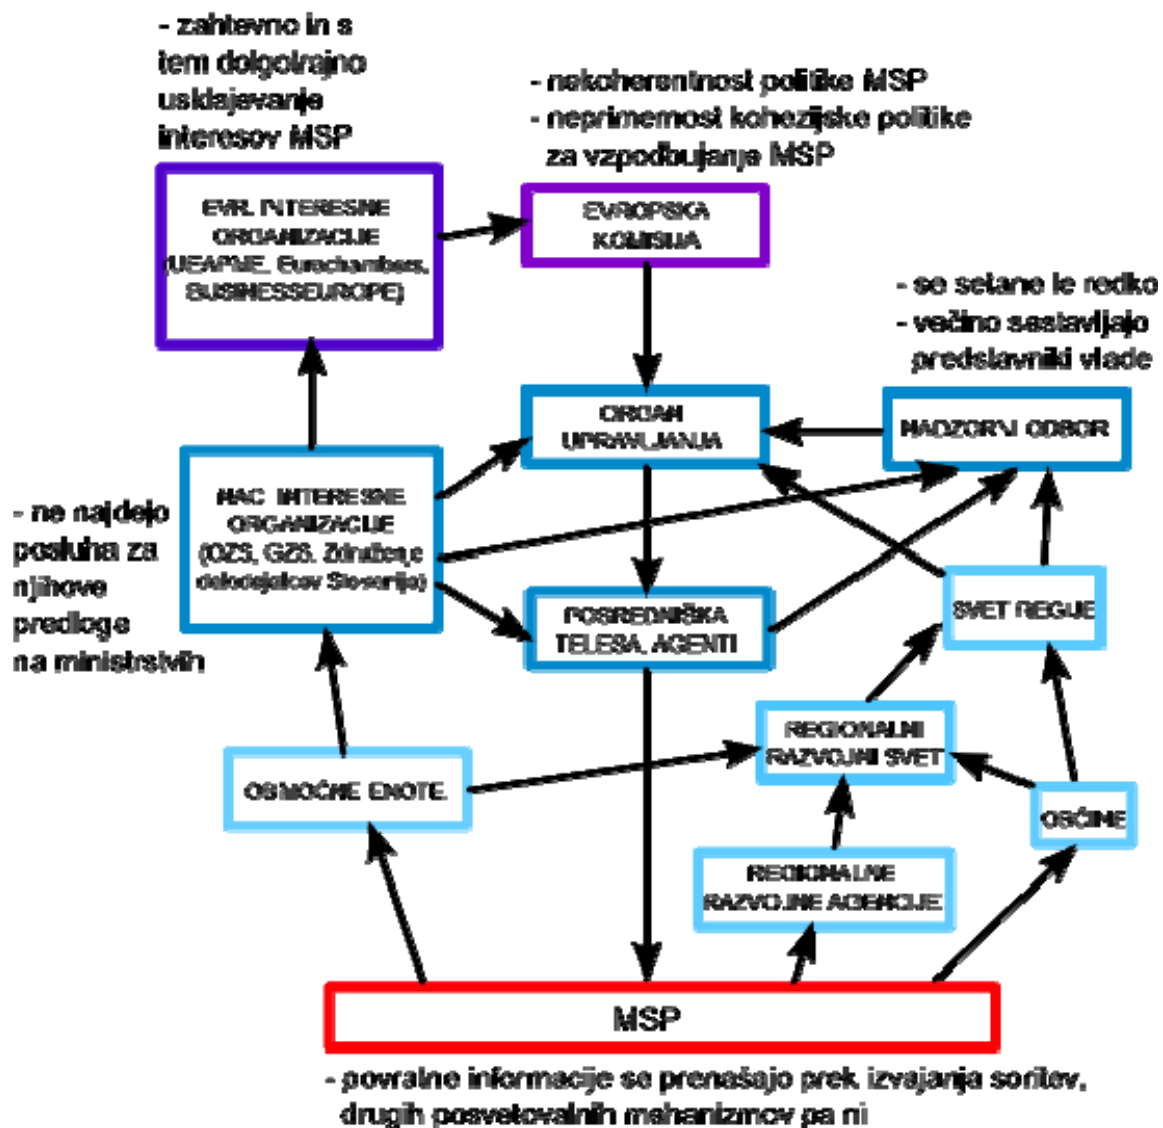 - zahtevno in s
tem dolgotrajno
usklajevanje
interesov MSP
- nekoherentnost politike MSP
- neprimernost kohezijske politike
za vzpodbujanje MSP
EVR. INTERESNE
ORGANIZACIJE
(UEAPME, Eurochambers,
BUSINESSEUROPE)
EVROPSKA
KOMISIJA
- se setane le redko
- večino sestavljajo
predstavniki vlade
ORGAN
UPRAVLJANJA
NADZORNI ODBOR
NAC. INTERESNE
ORGANIZACIJE
(OZS, GZS, Združenje
delodajalcev Slovenije)
- ne najdejo
posluha za
njihove
predloge
na ministrstvih
POSREDNIŠKA
TELESA, AGENTI
SVET REGIJE
REGIONALNI
RAZVOJNI SVET
OBMOČNE ENOTE
OBČINE
REGIONALNE
RAZVOJNE AGENCIJE
MSP
- povratne informacije se prenašajo prek izvajanja storitev,
drugih posvetovalnih mehanizmov pa ni